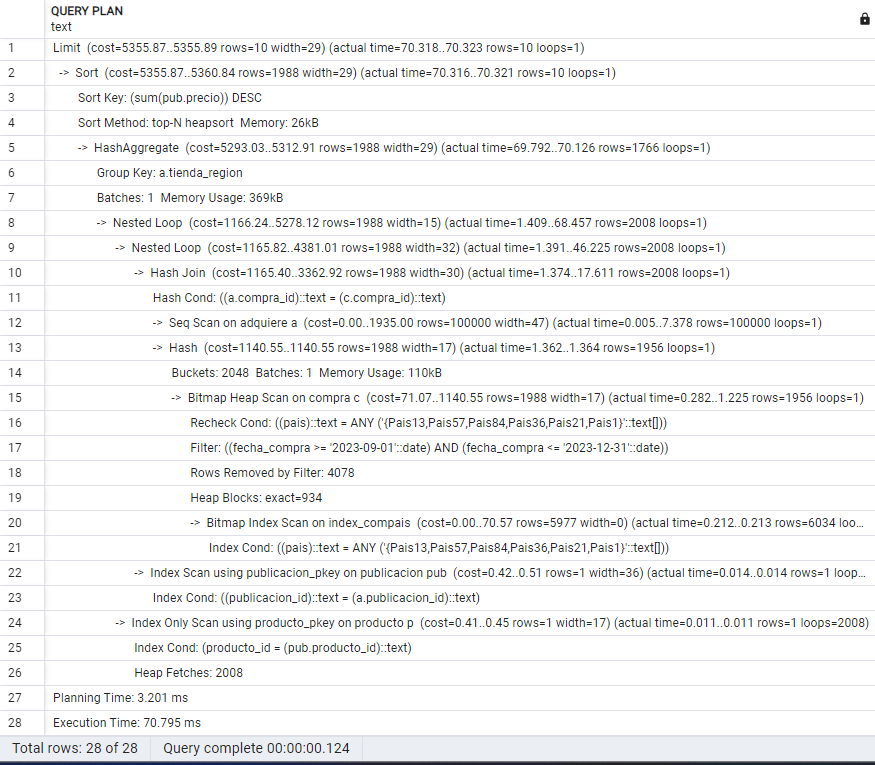 QUERY PLAN
text
1 Limit (cost=5355.87..5355.89 rows=10 width=29) (actual time=70.318..70.323 rows=10 loops=1)
2 -> Sort (cost=5355.87..5360.84 rows=1988 width=29) (actual time=70.316..70.321 rows=10 loops=1)
3 Sort Key: (sum(pub.precio)) DESC
4 Sort Method: top-N heapsort Memory: 26kB
5 -> HashAggregate (cost=5293.03..5312.91 rows=1988 width=29) (actual time=69.792..70.126 rows=1766 loops=1)
6 Group Key: a.tienda_region
7 Batches: 1 Memory Usage: 369kB
8 -> Nested Loop (cost=1166.24..5278.12 rows=1988 width=15) (actual time=1.409..68.457 rows=2008 loops=1)
9 -> Nested Loop (cost=1165.82..4381.01 rows=1988 width=32) (actual time=1.391..46.225 rows=2008 loops=1)
10 -> Hash Join (cost=1165.40..3362.92 rows=1988 width=30) (actual time=1.374..17.611 rows=2008 loops=1)
11 Hash Cond: ((a.compra_id)::text = (c.compra_id)::text)
12 -> Seq Scan on adquiere a (cost=0.00..1935.00 rows=100000 width=47) (actual time=0.005..7.378 rows=100000 loops=1)
13 -> Hash (cost=1140.55..1140.55 rows=1988 width=17) (actual time=1.362..1.364 rows=1956 loops=1)
14 Buckets: 2048 Batches: 1 Memory Usage: 110kB
15 -> Bitmap Heap Scan on compra c (cost=71.07..1140.55 rows=1988 width=17) (actual time=0.282..1.225 rows=1956 loops=1)
16 Recheck Cond: ((pais)::text = ANY ('{Pais13,Pais57,Pais84,Pais36,Pais21,Pais1}'::text[]))
17 Filter: ((fecha_compra >= '2023-09-01'::date) AND (fecha_compra <= '2023-12-31'::date))
18 Rows Removed by Filter: 4078
19 Heap Blocks: exact=934
20 -> Bitmap Index Scan on index_compais (cost=0.00..70.57 rows=5977 width=0) (actual time=0.212..0.213 rows=6034 loo...
21 Index Cond: ((pais)::text = ANY ('{Pais13,Pais57,Pais84,Pais36,Pais21,Pais1}'::text[]))
22 -> Index Scan using publicacion_pkey on publicacion pub (cost=0.42..0.51 rows=1 width=36) (actual time=0.014..0.014 rows=1 loop...
23 Index Cond: ((publicacion_id)::text = (a.publicacion_id)::text)
24 -> Index Only Scan using producto_pkey on producto p (cost=0.41..0.45 rows=1 width=17) (actual time=0.011..0.011 rows=1 loops=2008)
25 Index Cond: (producto_id = (pub.producto_id)::text)
26 Heap Fetches: 2008
27 Planning Time: 3.201 ms
28 Execution Time: 70.795 ms
Total rows: 28 of 28 Query complete 00:00:00.124